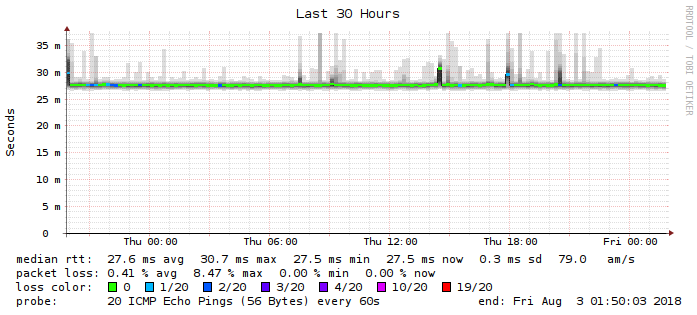 Last 30 Hours
RRDTOOL / TOBI OETIKER
Seconds
35 m
30 m
25 m
20 m
15 m
10 m
5 m
0
Thu 00:00 Thu 06:00 Thu 12:00 Thu 18:00 Fri 00:00
median rtt: 27.6 ms avg 30.7 ms max 27.5 ms min 27.5 ms now 0.3 ms sd 79.0 am/s
packet loss: 0.41 % avg 8.47 % max 0.00 % min 0.00 % now
loss color: 0 1/20 2/20 3/20 4/20 10/20 19/20
probe: 20 ICMP Echo Pings (56 Bytes) every 60s end: Fri Aug 3 01:50:03 2018